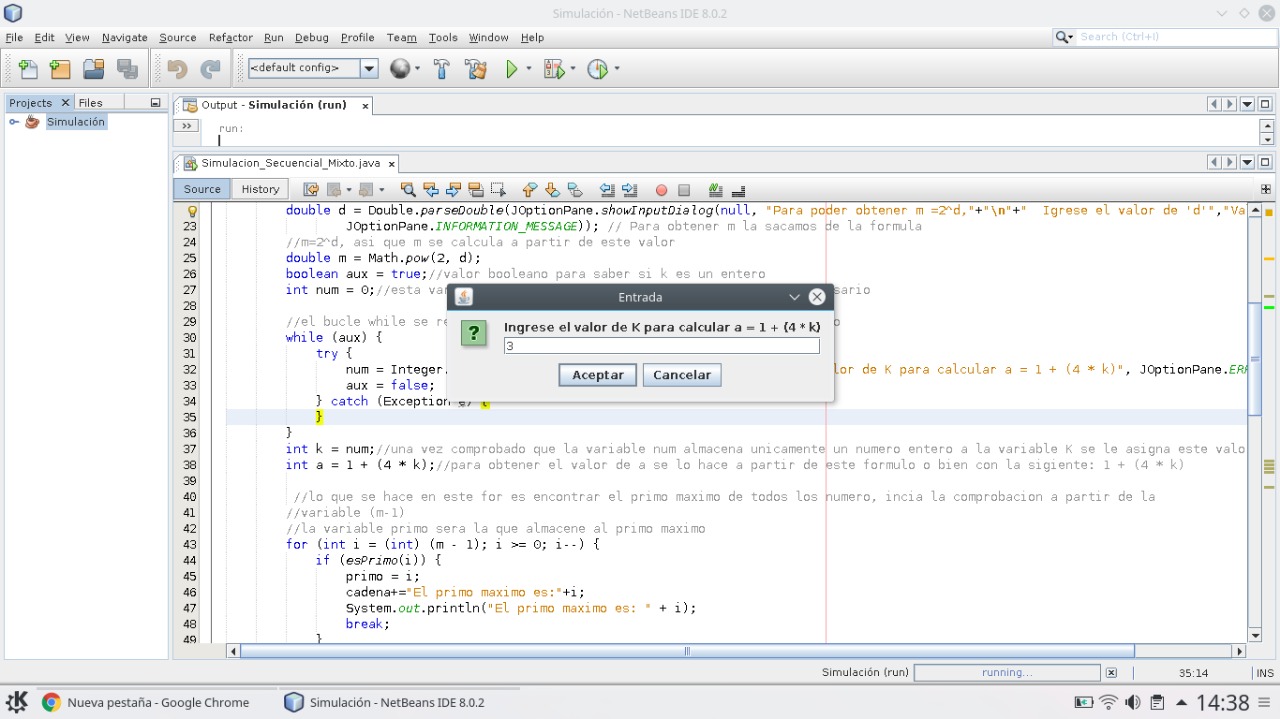 Simulación - NetBeans IDE 8.0.2
File Edit View Navigate Source Refactor Run Debug Profile Team Tools Window Help
Search (Ctrl+I)
<default config>
Projects Files
Simulación
Output - Simulación (run)
run:
Simulacion_Secuencial_Mixto.java
Source History
double d = Double.parseDouble(JOptionPane.showInputDialog(null, "Para poder obtener m =2^d,"+"\n"+"  Igrese el valor de 'd'","Va
23 JOptionPane.INFORMATION_MESSAGE)); // Para obtener m la sacamos de la formula
24 //m=2^d, asi que m se calcula a partir de este valor
25 double m = Math.pow(2, d);
26 boolean aux = true;//valor booleano para saber si k es un entero
27 int num = 0;//esta va sario
28
29 //el bucle while se re
30 while (aux) {
31 try {
32 num = Integer. lor de K para calcular a = 1 + (4 * k)", JOptionPane.ERR
33 aux = false;
34 } catch (Exception e) {
35 }
36 }
37 int k = num;//una vez comprobado que la variable num almacena unicamente un numero entero a la variable K se le asigna este valo
38 int a = 1 + (4 * k);//para obtener el valor de a se lo hace a partir de este formulo o bien con la sigiente: 1 + (4 * k)
39
40 //lo que se hace en este for es encontrar el primo maximo de todos los numero, incia la comprobacion a partir de la
41 //variable (m-1)
42 //la variable primo sera la que almacene al primo maximo
43 for (int i = (int) (m - 1); i >= 0; i--) {
44 if (esPrimo(i)) {
45 primo = i;
46 cadena+="El primo maximo es:"+i;
47 System.out.println("El primo maximo es: " + i);
48 break;
49 }
Entrada
Ingrese el valor de K para calcular a = 1 + (4 * k)
3
Aceptar Cancelar
Simulación (run) running... 35:14 INS
Nueva pestaña - Google Chrome Simulación - NetBeans IDE 8.0.2 14:38